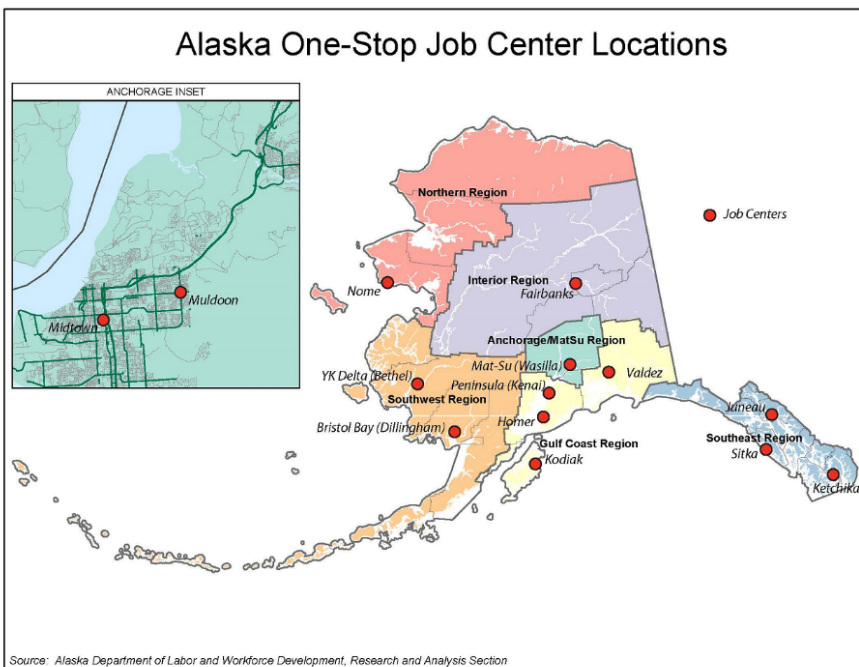 Alaska One-Stop Job Center Locations
ANCHORAGE INSET
Muldoon
Midtown
Northern Region
Job Centers
Nome
Interior Region
Fairbanks
Anchorage/MatSu Region
Mat-Su (Wasilla)
Valdez
YK Delta (Bethel)
Peninsula (Kenai)
Southwest Region
Homer
Bristol Bay (Dillingham)
Gulf Coast Region
Kodiak
Juneau
Southeast Region
Sitka
Ketchika
Source: Alaska Department of Labor and Workforce Development, Research and Analysis Section